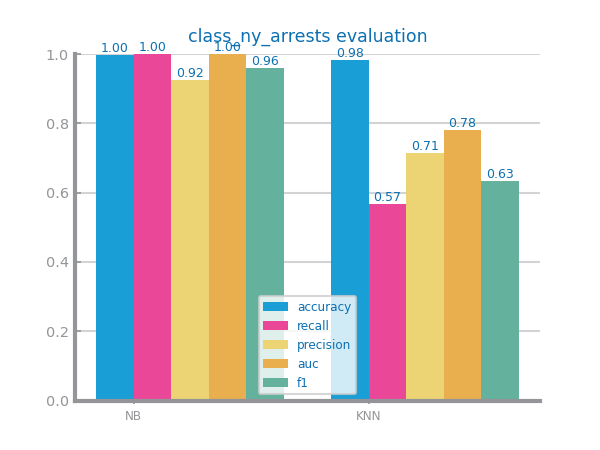 class_ny_arrests evaluation
1.00
1.00
0.92
1.00
0.96
0.98
0.57
0.71
0.78
0.63
1.0
0.8
0.6
0.4
0.2
0.0
accuracy
recall
precision
auc
f1
NB
KNN